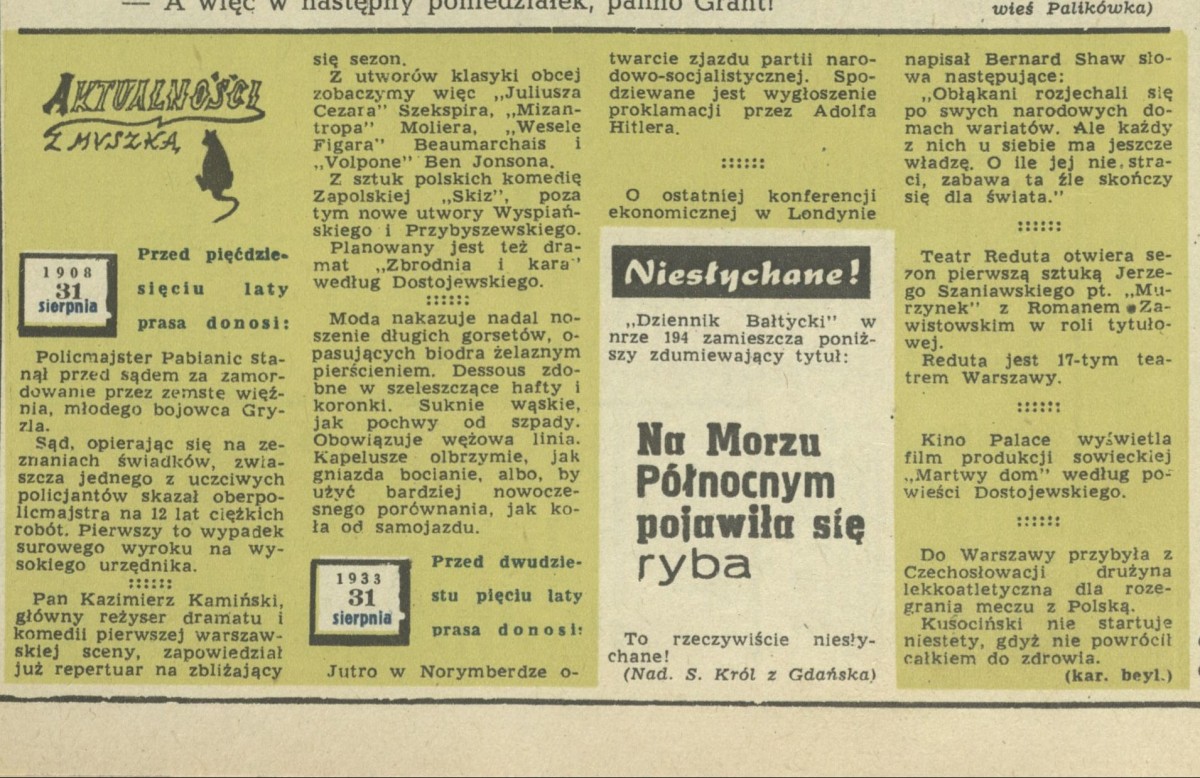 — A więc w następny poniedziałek, panno Grant!
wieś Palikówka)
AKTUALNOŚCI
Z MYSZKĄ
1908
31
sierpnia
Przed pięćdzie-
sięciu laty
prasa donosi:
Policmajster Pabianic sta-
nął przed sądem za zamor-
dowanie przez zemste więź-
nia, młodego bojowca Gry-
zla.
Sąd, opierając się na ze-
znaniach świadków, zwła-
szcza jednego z uczciwych
policjantów skazał oberpo-
licmajstra na 12 lat ciężkich
robót. Pierwszy to wypadek
surowego wyroku na wy-
sokiego urzędnika.
::::::
Pan Kazimierz Kamiński,
główny reżyser dramatu i
komedii pierwszej warszaw-
skiej sceny, zapowiedział
już repertuar na zbliżający
się sezon.
Z utworów klasyki obcej
zobaczymy więc „Juliusza
Cezara" Szekspira, „Mizan-
tropa" Moliera, „Wesele
Figara" Beaumarchais i
„Volpone" Ben Jonsona.
Z sztuk polskich komedię
Zapolskiej „Skiz", poza
tym nowe utwory Wyspiań-
skiego i Przybyszewskiego.
Planowany jest też dra-
mat „Zbrodnia i kara"
według Dostojewskiego.
::::::
Moda nakazuje nadal no-
szenie długich gorsetów, o-
pasujących biodra żelaznym
pierścieniem. Dessous zdo-
bne w szeleszczące hafty i
koronki. Suknie wąskie,
jak pochwy od szpady.
Obowiązuje wężowa linia.
Kapelusze olbrzymie, jak
gniazda bocianie, albo, by
użyć bardziej nowocze-
snego porównania, jak ko-
ła od samojazdu.
1933
31
sierpnia
Przed dwudzie-
stu pięciu laty
prasa donosi:
Jutro w Norymberdze o-
twarcie zjazdu partii naro-
dowo-socjalistycznej. Spo-
dziewane jest wygłoszenie
proklamacji przez Adolfa
Hitlera.
::::::
O ostatniej konferencji
ekonomicznej w Londynie
napisał Bernard Shaw sło-
wa następujące:
„Obłąkani rozjechali się
po swych narodowych do-
mach wariatów. Ale każdy
z nich u siebie ma jeszcze
władzę. O ile jej nie stra-
ci, zabawa ta źle skończy
się dla świata."
::::::
Teatr Reduta otwiera se-
zon pierwszą sztuką Jerze-
go Szaniawskiego pt. „Mu-
rzynek" z Romanem Za-
wistowskim w roli tytuło-
wej.
Reduta jest 17-tym tea-
trem Warszawy.
::::::
Kino Palace wyświetla
film produkcji sowieckiej
„Martwy dom" według po-
wieści Dostojewskiego.
::::::
Do Warszawy przybyła z
Czechosłowacji drużyna
lekkoatletyczna dla roze-
grania meczu z Polską.
Kusociński nie startuje
niestety, gdyż nie powrócił
całkiem do zdrowia.
(kar. beyl.)
Niesłychane!
„Dziennik Bałtycki" w
nrze 194 zamieszcza poniż-
szy zdumiewający tytuł:
Na Morzu
Północnym
pojawiła się
ryba
To rzeczywiście niesły-
chane!
(Nad. S. Król z Gdańska)